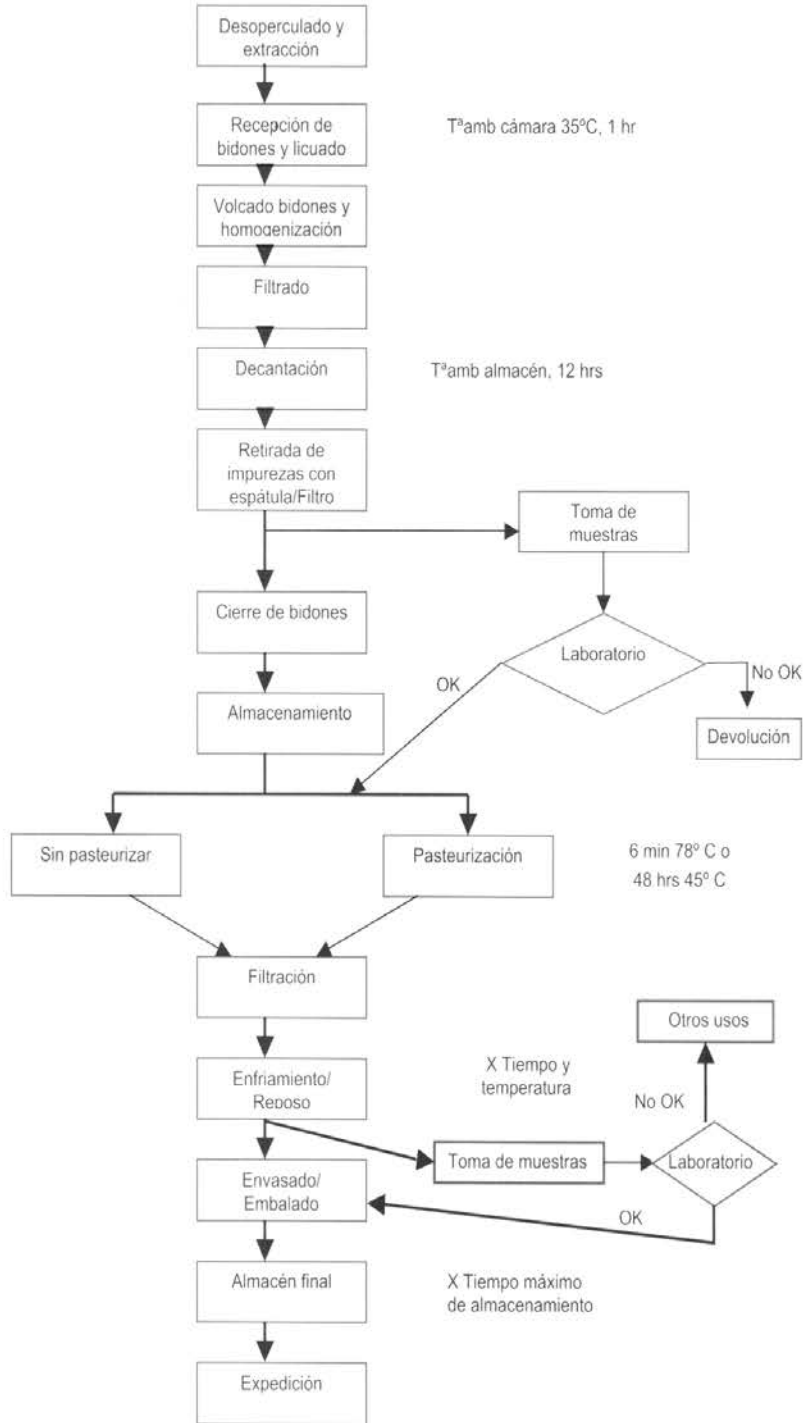 Desoperculado y
extracción
Recepción de
bidones y licuado
Tªamb cámara 35ºC, 1 hr
Volcado bidones y
homogenización
Filtrado
Decantación
Tªamb almacén, 12 hrs
Retirada de
impurezas con
espátula/Filtro
Toma de
muestras
Cierre de bidones
Laboratorio
OK
No OK
Almacenamiento
Devolución
Sin pasteurizar
Pasteurización
6 min 78º C o
48 hrs 45º C
Filtración
Otros usos
Enfriamiento/
Reposo
X Tiempo y
temperatura
No OK
Toma de muestras
Laboratorio
Envasado/
Embalado
OK
Almacén final
X Tiempo máximo
de almacenamiento
Expedición